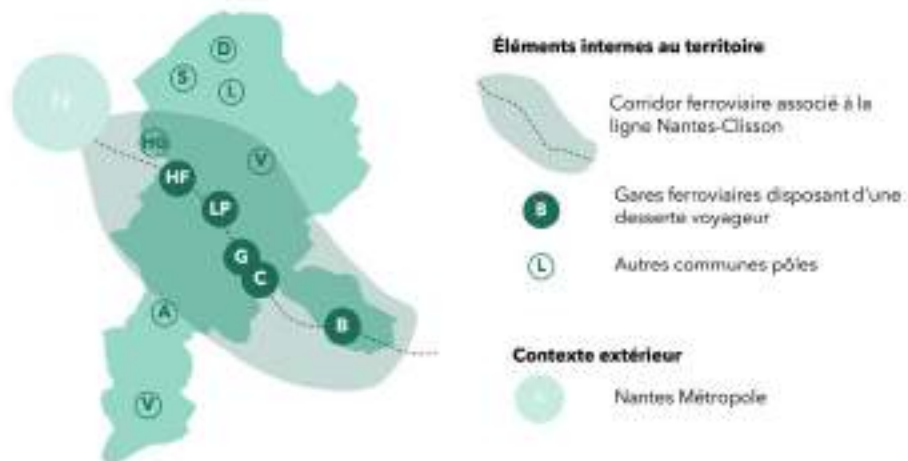 D
S
L
N
HG
V
HF
LP
G
C
B
A
V
Éléments internes au territoire
Corridor ferroviaire associé à la
ligne Nantes-Clisson
B
Gares ferroviaires disposant d'une
desserte voyageur
L
Autres communes pôles
Contexte extérieur
Nantes Métropole